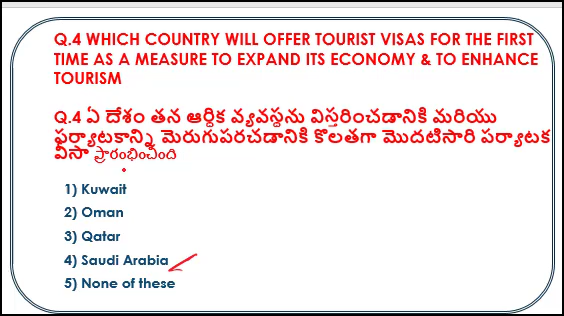 Q.4 WHICH COUNTRY WILL OFFER TOURIST VISAS FOR THE FIRST
TIME AS A MEASURE TO EXPAND ITS ECONOMY & TO ENHANCE
TOURISM
Q.4 ఏ దేశం తన ఆర్థిక వ్యవస్థను విస్తరించడానికి మరియు
పర్యాటకాన్ని మెరుగుపరచడానికి కొలతగా మొదటిసారి పర్యాటక
వీసా ప్రారంభించింది
1) Kuwait
2) Oman
3) Qatar
4) Saudi Arabia
5) None of these